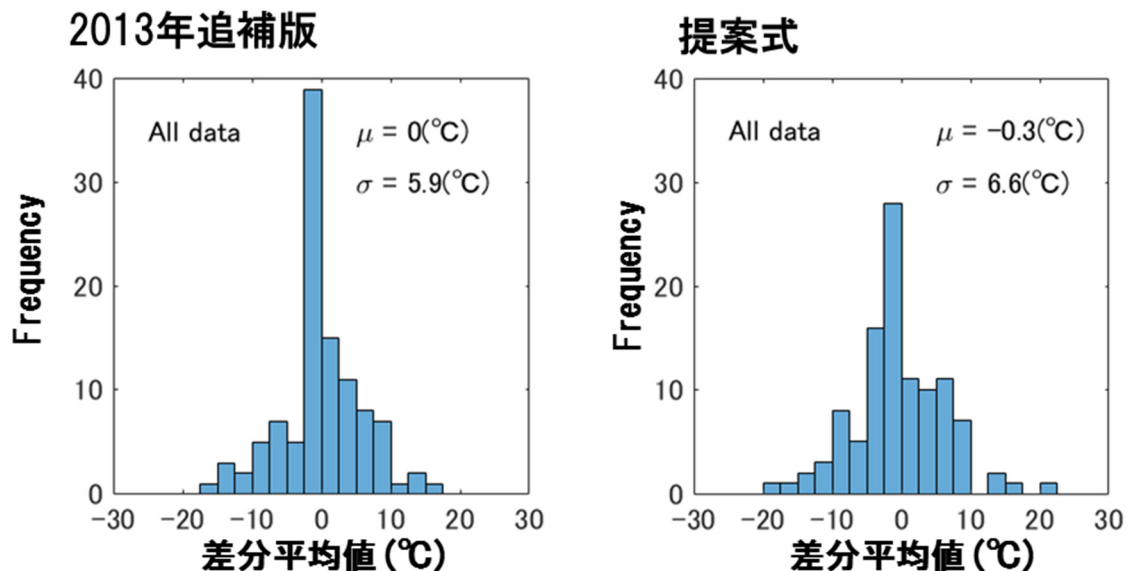 2013年追補版
40
30
20
10
0
Frequency
All data
μ = 0(℃)
σ = 5.9(℃)
-30 -20 -10 0 10 20 30
差分平均値(℃)
提案式
40
30
20
10
0
Frequency
All data
μ = -0.3(℃)
σ = 6.6(℃)
-30 -20 -10 0 10 20 30
差分平均値(℃)